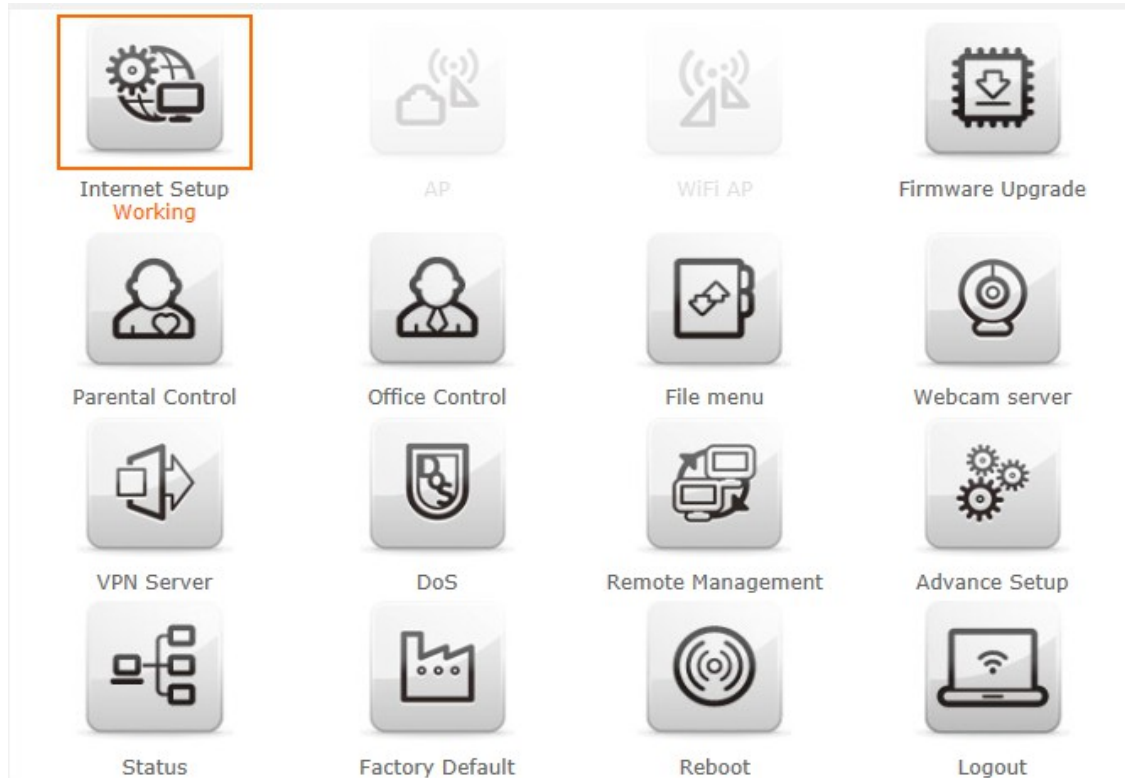 Internet Setup
Working
AP
WiFi AP
Firmware Upgrade
Parental Control
Office Control
File menu
Webcam server
VPN Server
DoS
DoS
Remote Management
Advance Setup
Status
Factory Default
Reboot
Logout